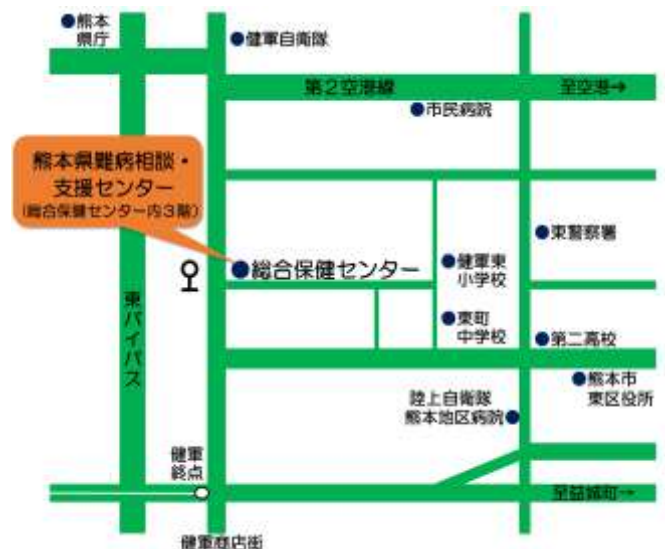 熊本
県庁
健軍自衛隊
第2空港線
至空港→
市民病院
熊本県難病相談・
支援センター
(総合保健センター内3階)
東警察署
総合保健センター
健軍東
小学校
東バイパス
東町
中学校
第二高校
熊本市
東区役所
陸上自衛隊
熊本地区病院
健軍
終点
至益城町→
健軍商店街